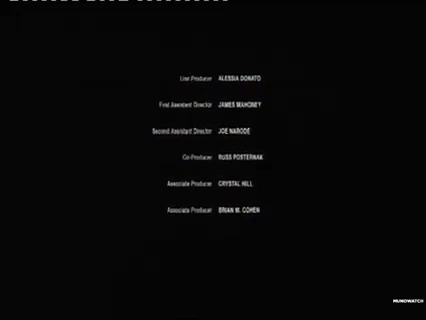 Line Producer ALESSIA DONATO
First Assistant Director JAMES MAHONEY
Second Assistant Director JOE NARODE
Co-Producer RUSS POSTERNAK
Associate Producer CRYSTAL HILL
Associate Producer BRIAN M. COHEN
MUNDWATCH